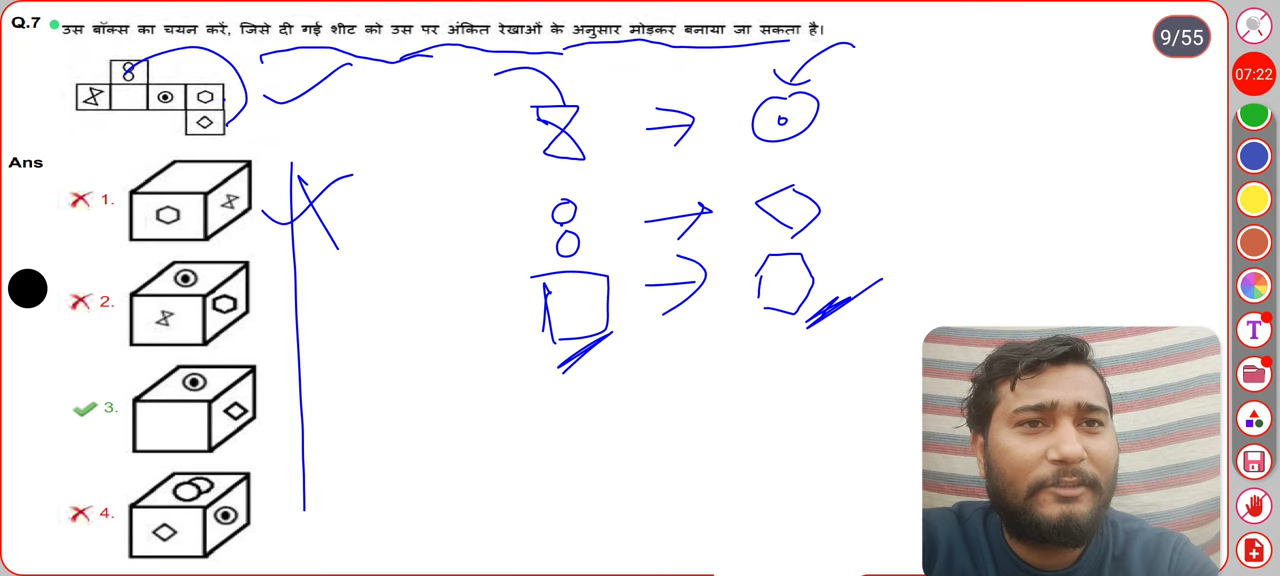 Q.7 उस बॉक्स का चयन करें, जिसे दी गई शीट को उस पर अंकित रेखाओं के अनुसार मोड़कर बनाया जा सकता है।
9/55
07:22
Ans
1.
2.
3.
4.
T